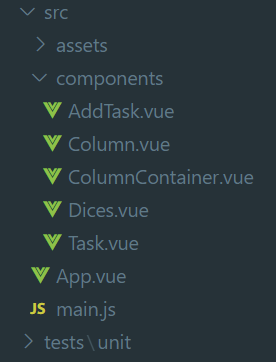 src
assets
components
AddTask.vue
Column.vue
ColumnContainer.vue
Dices.vue
Task.vue
App.vue
JS main.js
tests\unit